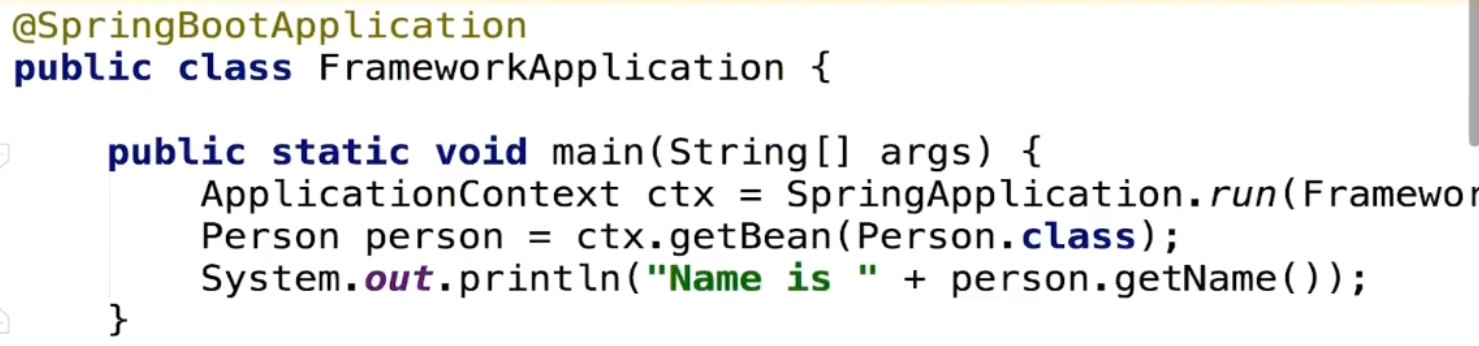 @SpringBootApplication
public class FrameworkApplication {
public static void main(String[] args) {
ApplicationContext ctx = SpringApplication.run(Framewor
Person person = ctx.getBean(Person.class);
System.out.println("Name is " + person.getName());
}